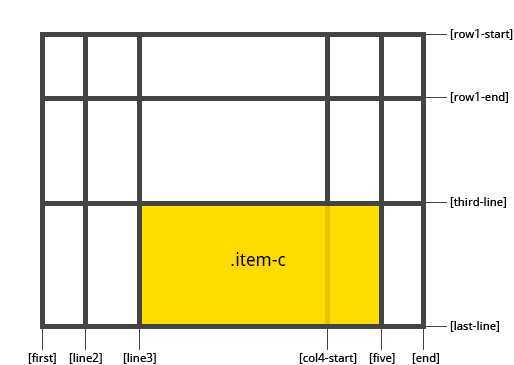 [row1-start]
[row1-end]
[third-line]
.item-c
[last-line]
[first] [line2] [line3] [col4-start] [five] [end]